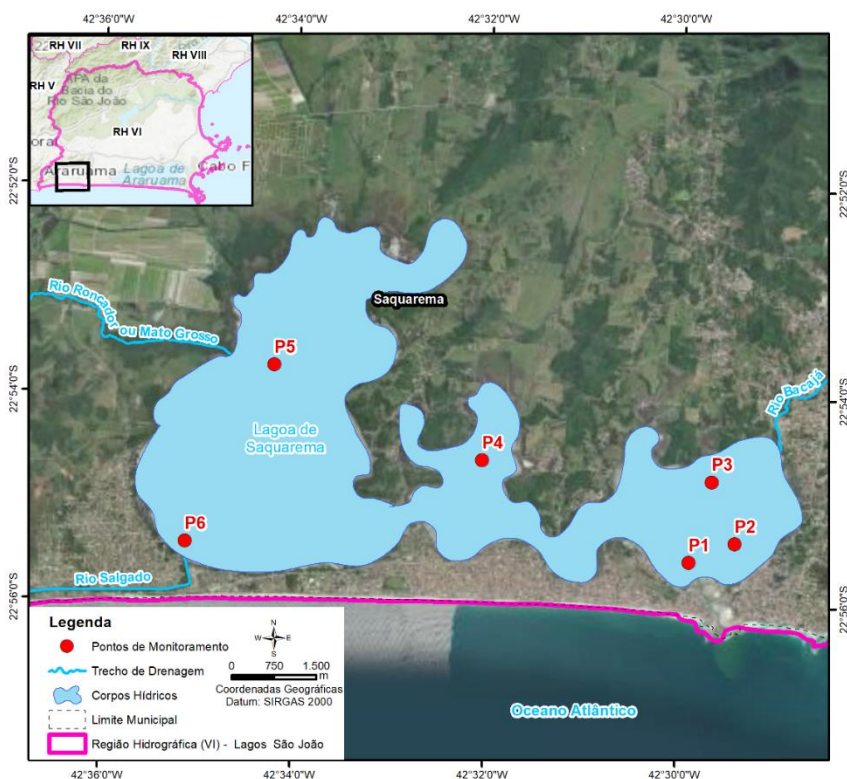 42°36'0"W 42°34'0"W 42°32'0"W 42°30'0"W
RH VII RH IX RH VIII
RH V
APA da
Bacia do
Rio São João
RH VI
Araruama
Lagoa de
Araruama
Cabo F
22°52'0"S 22°52'0"S
Rio Roncador ou Mato Grosso
Saquarema
P5
22°54'0"S 22°54'0"S
Rio Bacajá
Lagoa de
Saquarema
P4
P3
P6
P2
P1
Rio Salgado
22°56'0"S 22°56'0"S
Legenda
Pontos de Monitoramento
Trecho de Drenagem
Corpos Hídricos
Limite Municipal
Região Hidrográfica (VI) - Lagos São João
N
W E
S
0 750 1.500
m
Coordenadas Geográficas
Datum: SIRGAS 2000
Oceano Atlântico
42°36'0"W 42°34'0"W 42°32'0"W 42°30'0"W